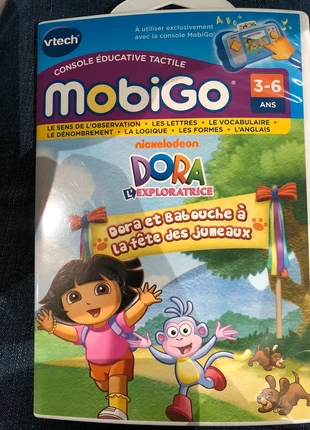 vtech
À utiliser exclusivement
avec la console MobiGo
CONSOLE ÉDUCATIVE TACTILE
MobiGo
3-6
ANS
LE SENS DE L'OBSERVATION • LES LETTRES • LE VOCABULAIRE
LE DÉNOMBREMENT • LA LOGIQUE • LES FORMES • L'ANGLAIS
nickelodeon
DORA
L'EXPLORATRICE
Dora et Babouche à
la fête des jumeaux